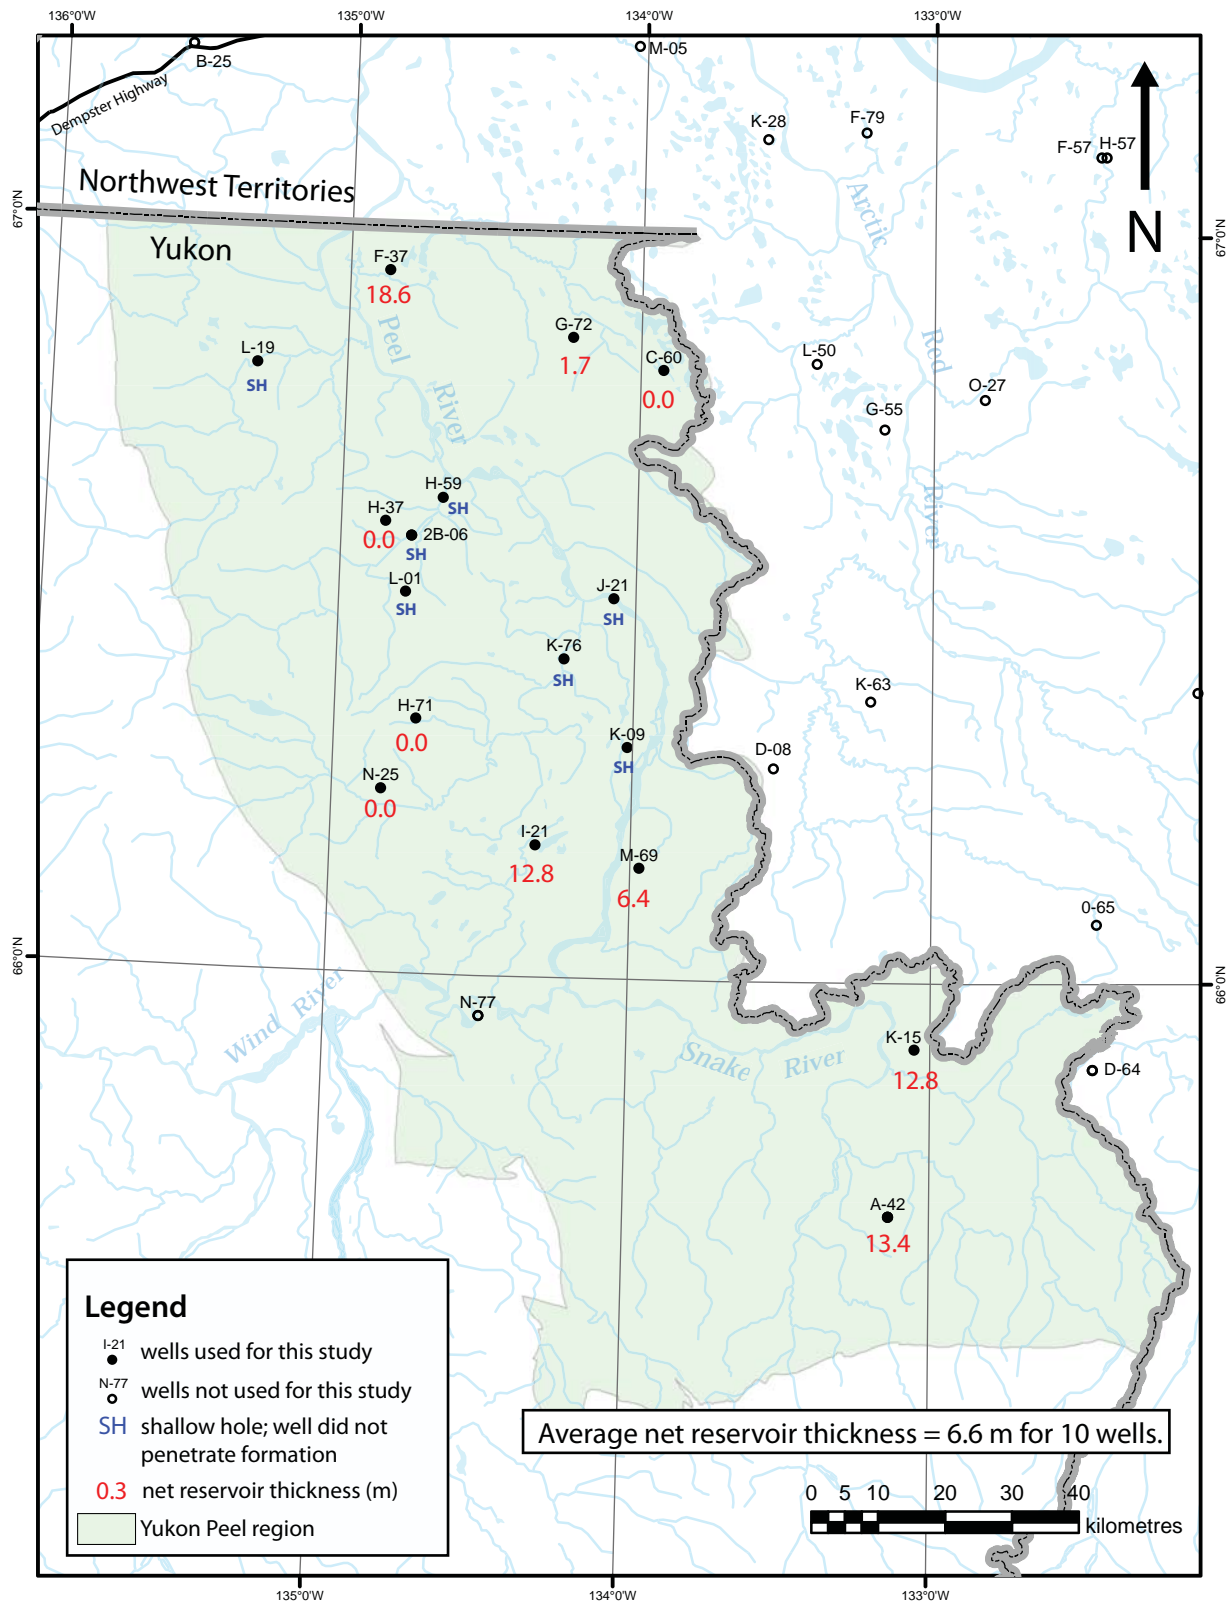 136°0'W 135°0'W 134°0'W 133°0'W
B-25
M-05
Dempster Highway
K-28
F-79
F-57 H-57
Northwest Territories
67°0'N
67°0'N
Yukon
N
Arctic
Red
River
F-37
18.6
Peel
River
G-72
1.7
C-60
0.0
L-19
SH
L-50
O-27
G-55
H-59
SH
H-37
0.0
2B-06
SH
L-01
SH
J-21
SH
K-76
SH
K-63
H-71
0.0
K-09
SH
D-08
N-25
0.0
I-21
12.8
M-69
6.4
0-65
66°0'N
66°0'N
Wind River
N-77
Snake River
K-15
12.8
D-64
A-42
13.4
Legend
I-21
wells used for this study
N-77
wells not used for this study
SH shallow hole; well did not
penetrate formation
0.3 net reservoir thickness (m)
Yukon Peel region
Average net reservoir thickness = 6.6 m for 10 wells.
0 5 10 20 30 40
kilometres
135°0'W 134°0'W 133°0'W